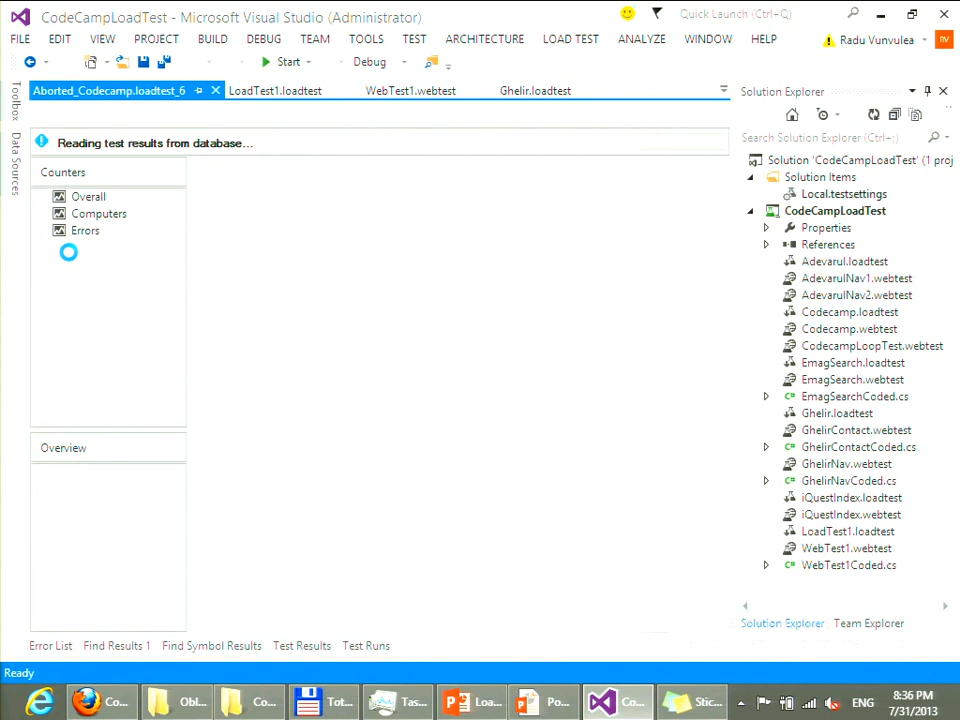 CodeCampLoadTest - Microsoft Visual Studio (Administrator)
Quick Launch (Ctrl+Q)
FILE EDIT VIEW PROJECT BUILD DEBUG TEAM TOOLS TEST ARCHITECTURE LOAD TEST ANALYZE WINDOW HELP
Radu Vunvulea
RV
Start
Debug
Toolbox
Data Sources
Aborted_Codecamp.loadtest_6
LoadTest1.loadtest
WebTest1.webtest
Ghelir.loadtest
Reading test results from database...
Counters
Overall
Computers
Errors
Overview
Solution Explorer
Search Solution Explorer (Ctrl+;)
Solution 'CodeCampLoadTest' (1 proj
Solution Items
Local.testsettings
CodeCampLoadTest
Properties
References
Adevarul.loadtest
AdevarulNav1.webtest
AdevarulNav2.webtest
Codecamp.loadtest
Codecamp.webtest
CodecampLoopTest.webtest
EmagSearch.loadtest
EmagSearch.webtest
EmagSearchCoded.cs
Ghelir.loadtest
GhelirContact.webtest
GhelirContactCoded.cs
GhelirNav.webtest
GhelirNavCoded.cs
iQuestIndex.loadtest
iQuestIndex.webtest
LoadTest1.loadtest
WebTest1.webtest
WebTest1Coded.cs
Solution Explorer Team Explorer
Error List Find Results 1 Find Symbol Results Test Results Test Runs
Ready
Co...
Obl...
Co...
Tot...
Tas...
Loa...
Po...
Co...
Stic...
ENG
8:36 PM
7/31/2013